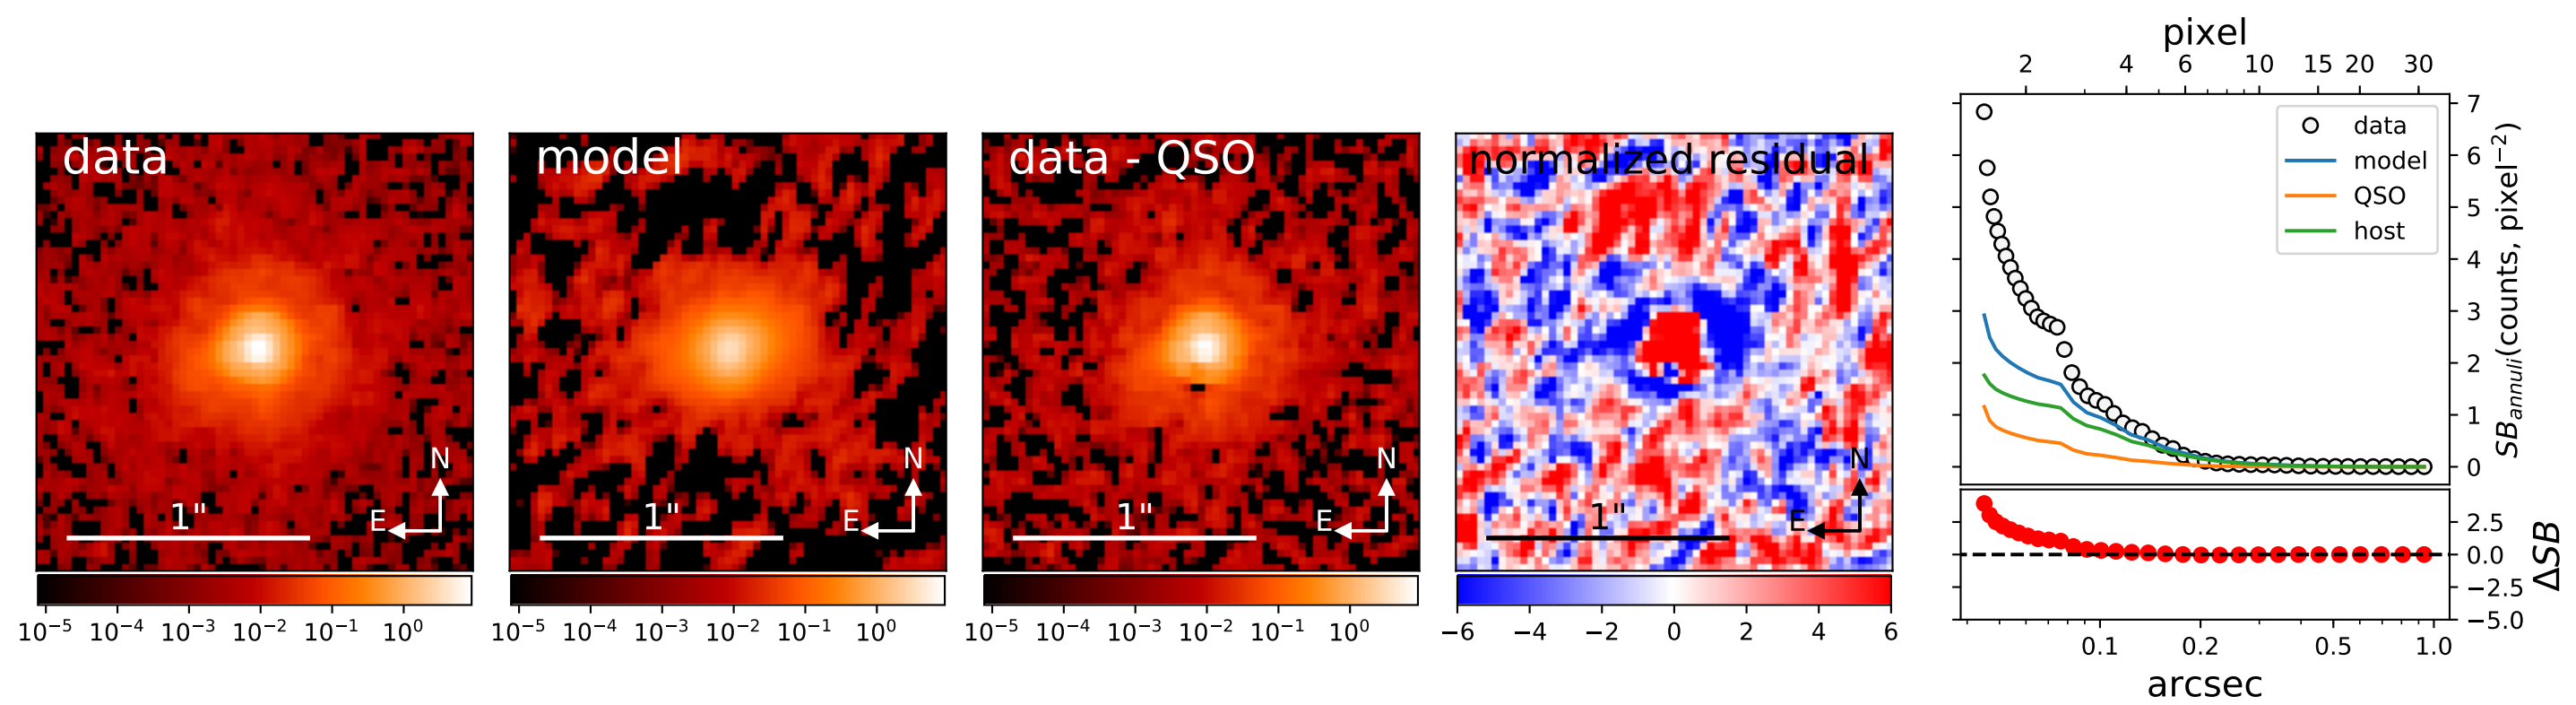 data
N
E
1"
10⁻⁵ 10⁻⁴ 10⁻³ 10⁻² 10⁻¹ 10⁰
model
N
E
1"
10⁻⁵ 10⁻⁴ 10⁻³ 10⁻² 10⁻¹ 10⁰
data - QSO
N
E
1"
10⁻⁵ 10⁻⁴ 10⁻³ 10⁻² 10⁻¹ 10⁰
normalized residual
N
E
1"
−6 −4 −2 0 2 4 6
pixel
2 4 6 10 15 20 30
data
model
QSO
host
7
6
5
4
3
2
1
0
SB_annuli(counts, pixel⁻²)
2.5
0.0
−2.5
−5.0
ΔSB
0.1 0.2 0.5 1.0
arcsec